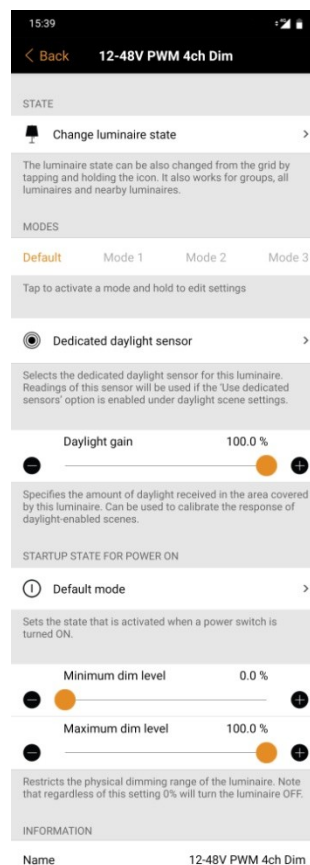 15:39
4G
< Back 12-48V PWM 4ch Dim
STATE
Change luminaire state >
The luminaire state can be also changed from the grid by
tapping and holding the icon. It also works for groups, all
luminaires and nearby luminaires.
MODES
Default Mode 1 Mode 2 Mode 3
Tap to activate a mode and hold to edit settings
Dedicated daylight sensor >
Selects the dedicated daylight sensor for this luminaire.
Readings of this sensor will be used if the 'Use dedicated
sensors' option is enabled under daylight scene settings.
Daylight gain 100.0 %
Specifies the amount of daylight received in the area covered
by this luminaire. Can be used to calibrate the response of
daylight-enabled scenes.
STARTUP STATE FOR POWER ON
Default mode >
Sets the state that is activated when a power switch is
turned ON.
Minimum dim level 0.0 %
Maximum dim level 100.0 %
Restricts the physical dimming range of the luminaire. Note
that regardless of this setting 0% will turn the luminaire OFF.
INFORMATION
Name 12-48V PWM 4ch Dim